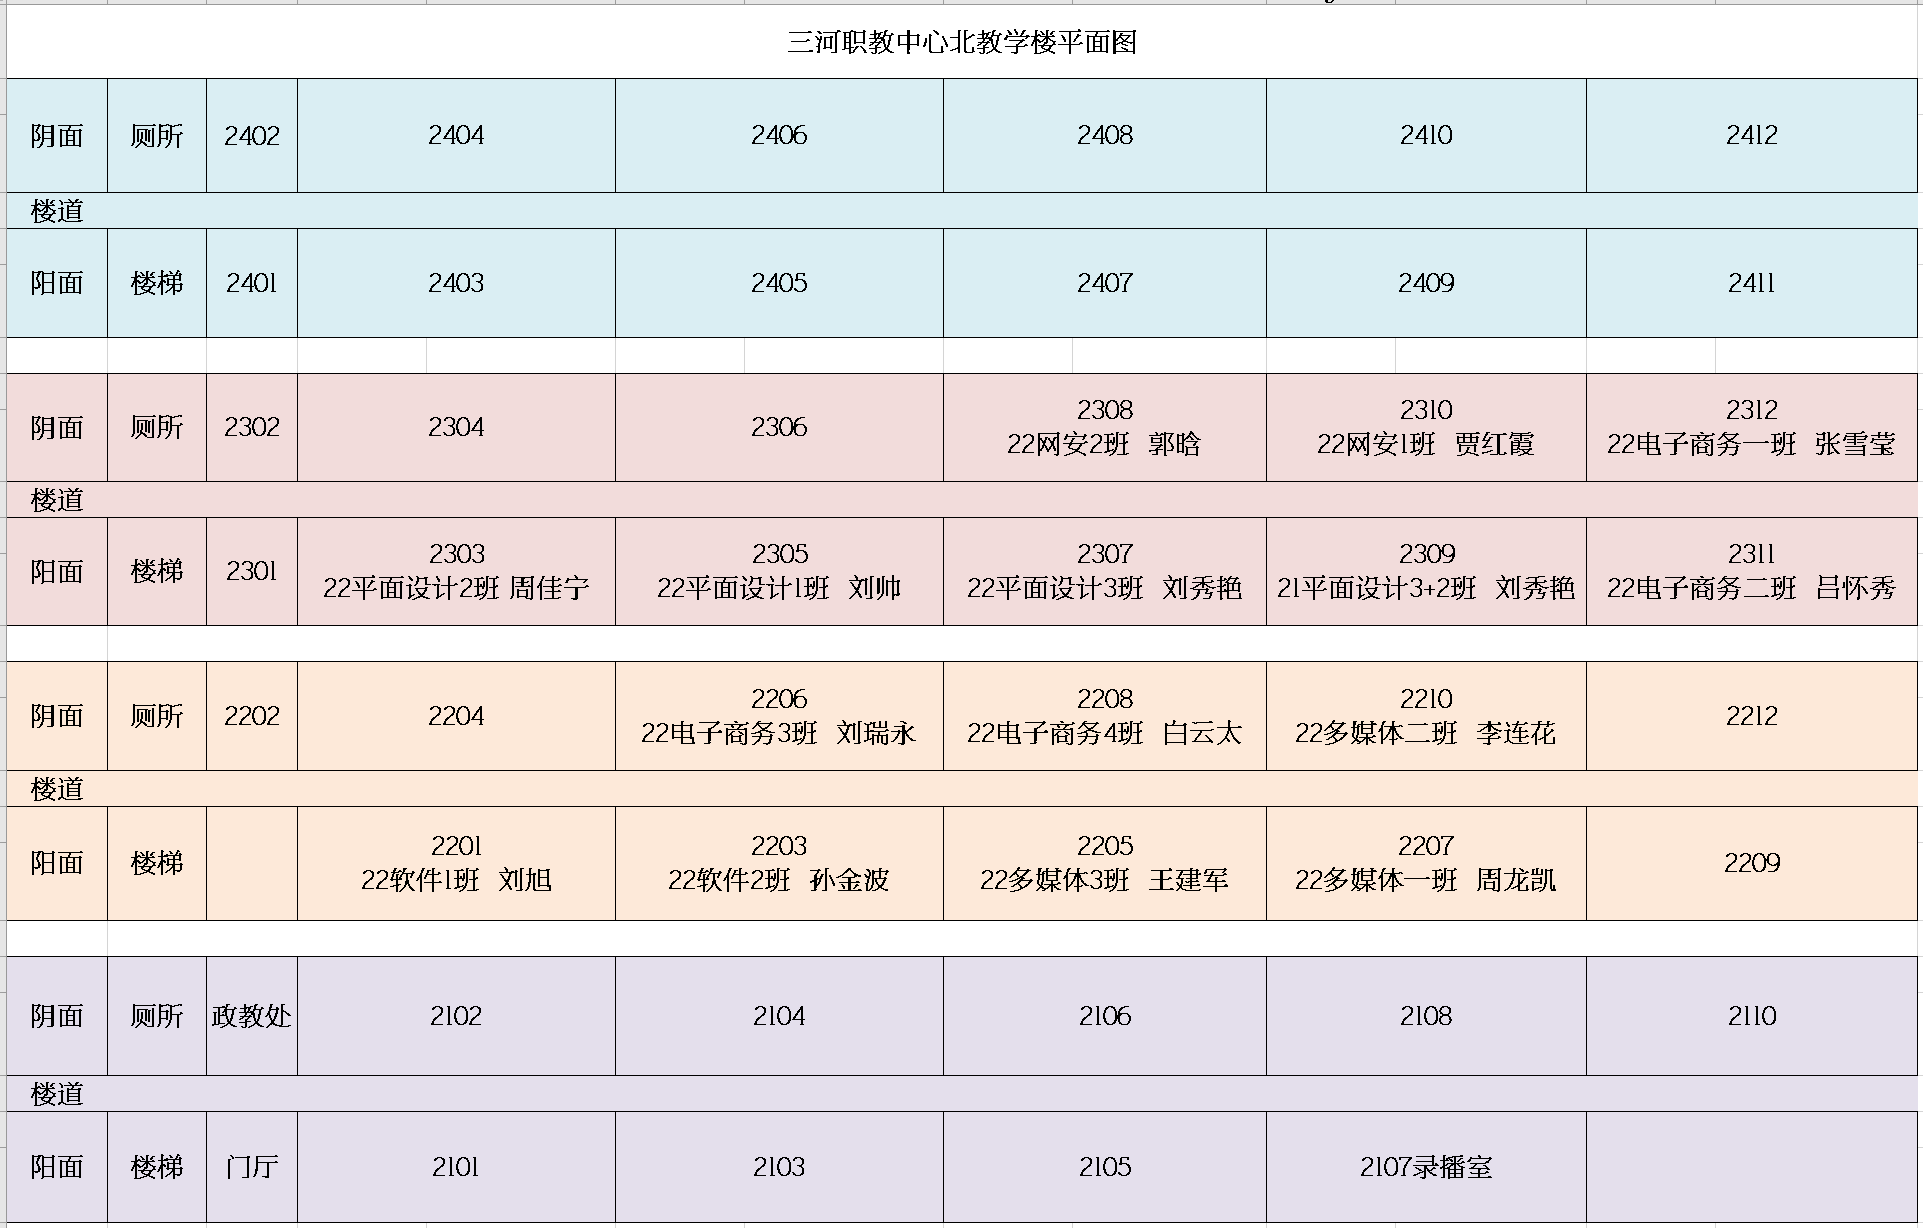 三河职教中心北教学楼平面图
阴面 厕所 2402 2404 2406 2408 2410 2412
楼道
阳面 楼梯 2401 2403 2405 2407 2409 2411
阴面 厕所 2302 2304 2306 2308 22网安2班 郭晗 2310 22网安1班 贾红霞 2312 22电子商务一班 张雪莹
楼道
阳面 楼梯 2301 2303 22平面设计2班 周佳宁 2305 22平面设计1班 刘帅 2307 22平面设计3班 刘秀艳 2309 21平面设计3+2班 刘秀艳 2311 22电子商务二班 吕怀秀
阴面 厕所 2202 2204 2206 22电子商务3班 刘瑞永 2208 22电子商务4班 白云太 2210 22多媒体二班 李连花 2212
楼道
阳面 楼梯 2201 22软件1班 刘旭 2203 22软件2班 孙金波 2205 22多媒体3班 王建军 2207 22多媒体一班 周龙凯 2209
阴面 厕所 政教处 2102 2104 2106 2108 2110
楼道
阳面 楼梯 门厅 2101 2103 2105 2107录播室